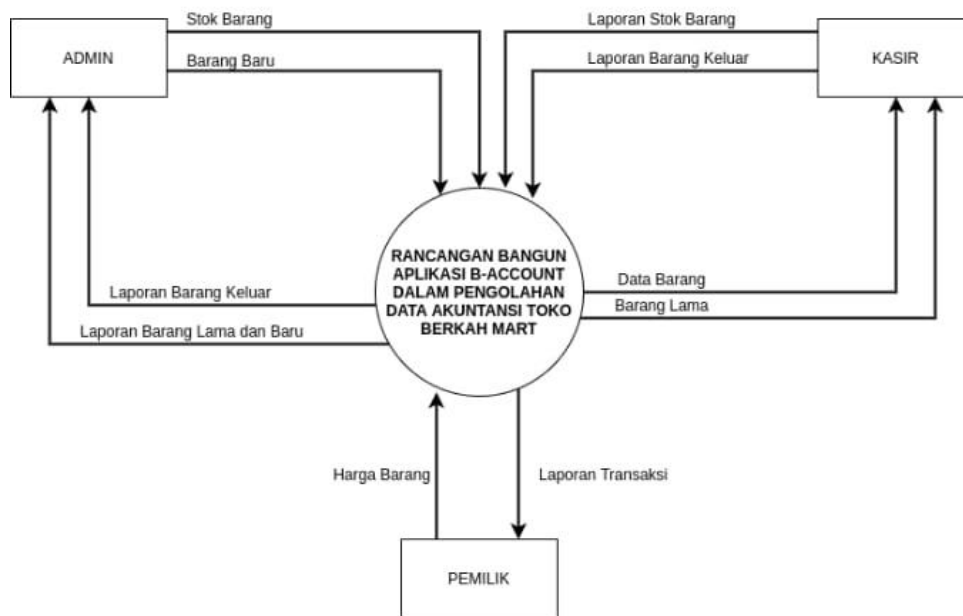 Stok Barang
Laporan Stok Barang
ADMIN
Barang Baru
Laporan Barang Keluar
KASIR
RANCANGAN BANGUN
APLIKASI B-ACCOUNT
DALAM PENGOLAHAN
DATA AKUNTANSI TOKO
BERKAH MART
Laporan Barang Keluar
Laporan Barang Lama dan Baru
Data Barang
Barang Lama
Harga Barang
Laporan Transaksi
PEMILIK